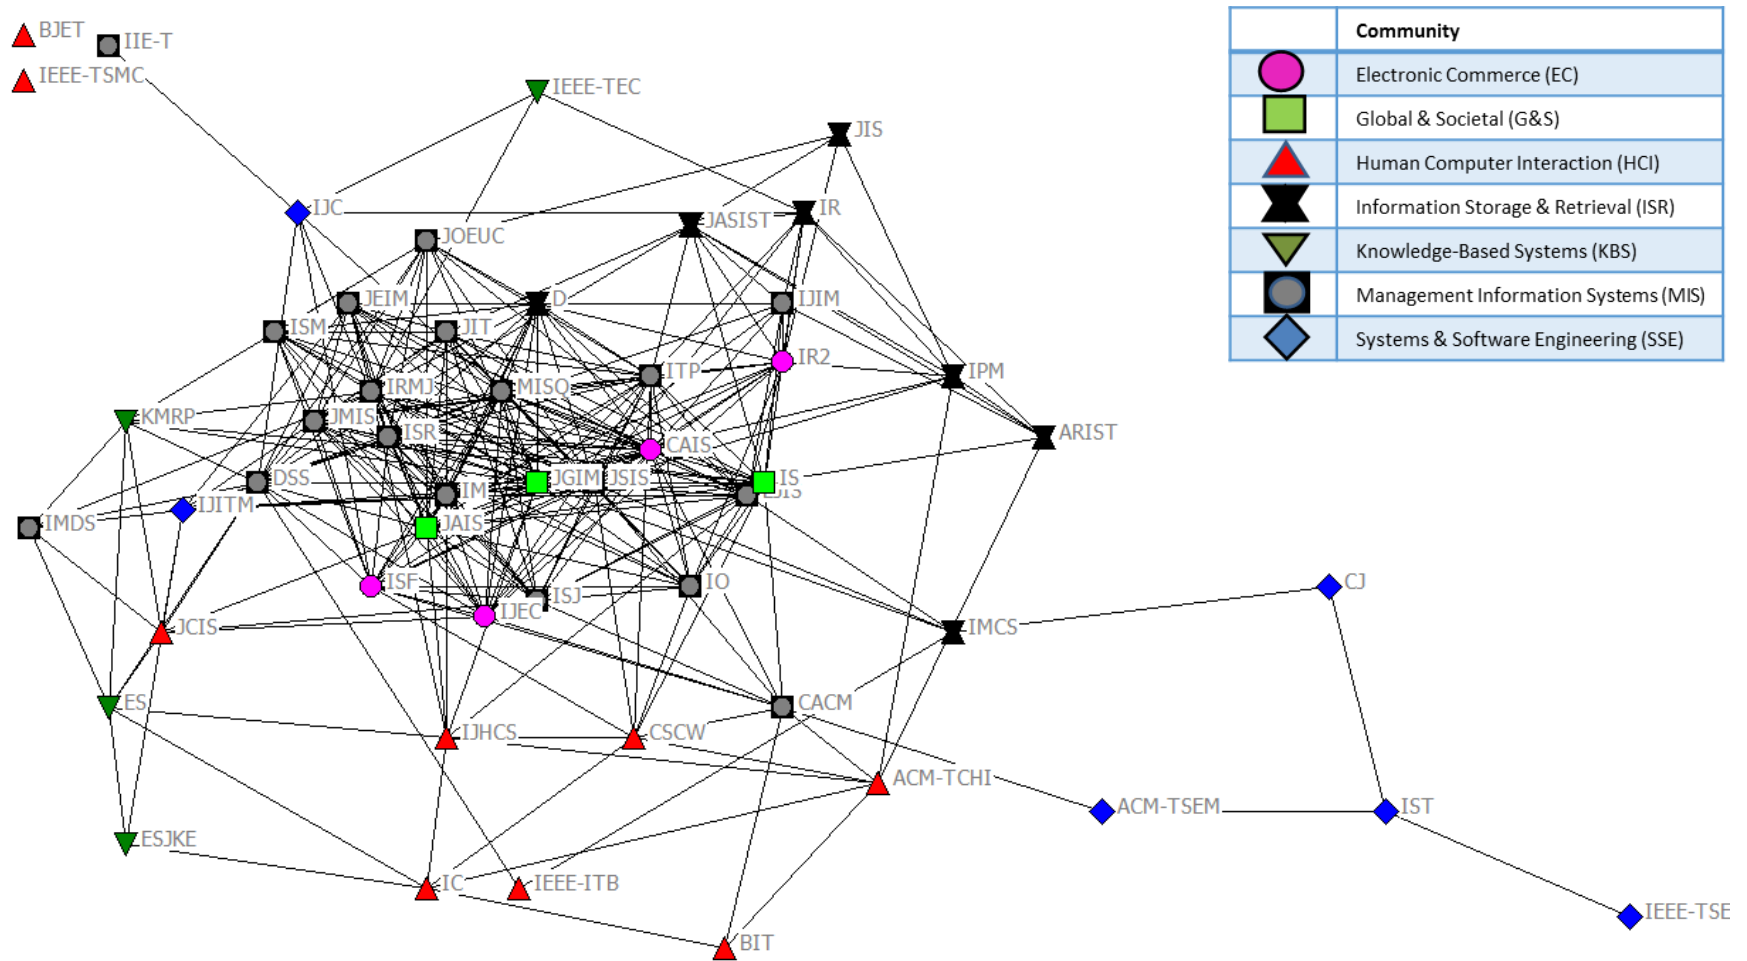 BJET
IIE-T
IEEE-TSMC
IEEE-TEC
JIS
IJC
JASIST
IR
JOEUC
JEIM
D
IJIM
ISM
JIT
IR2
ITP
IPM
IRMJ
MISQ
KMRP
JMIS
ISR
CAIS
ARIST
DSS
IM
JGIM
JSIS
IS
EJIS
IJITM
IMDS
JAIS
ISF
ISJ
IO
CJ
IJEC
JCIS
IMCS
ES
CACM
IJHCS
CSCW
ACM-TCHI
ACM-TSEM
IST
ESJKE
IC
IEEE-ITB
IEEE-TSE
BIT
Community
Electronic Commerce (EC)
Global & Societal (G&S)
Human Computer Interaction (HCI)
Information Storage & Retrieval (ISR)
Knowledge-Based Systems (KBS)
Management Information Systems (MIS)
Systems & Software Engineering (SSE)